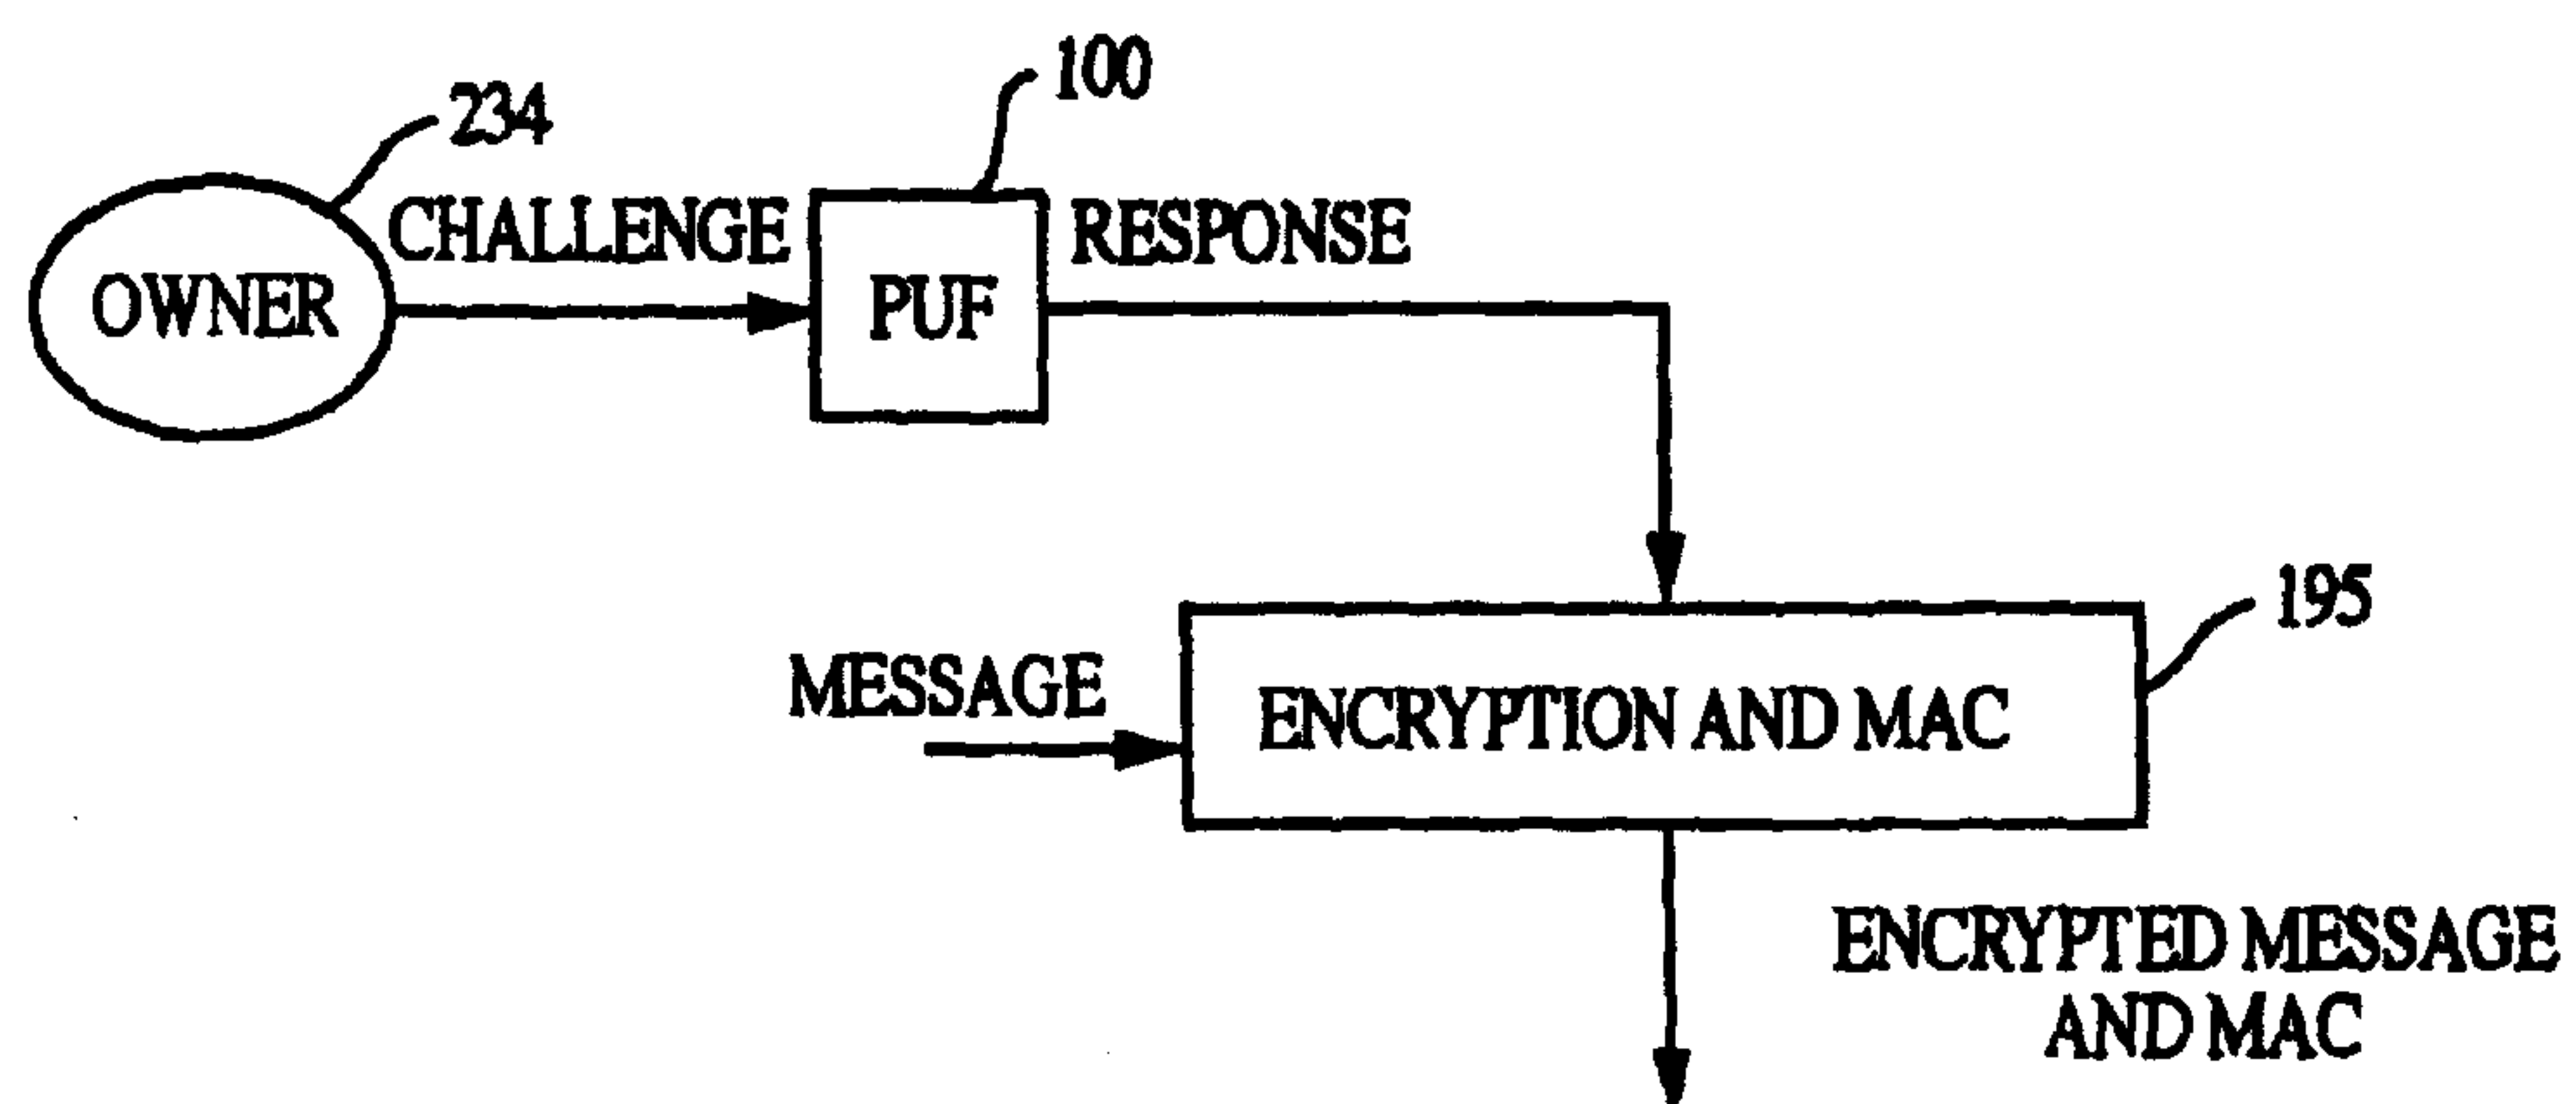 234
100
CHALLENGE
RESPONSE
OWNER
PUF
195
MESSAGE
ENCRYPTION AND MAC
ENCRYPTED MESSAGE
AND MAC